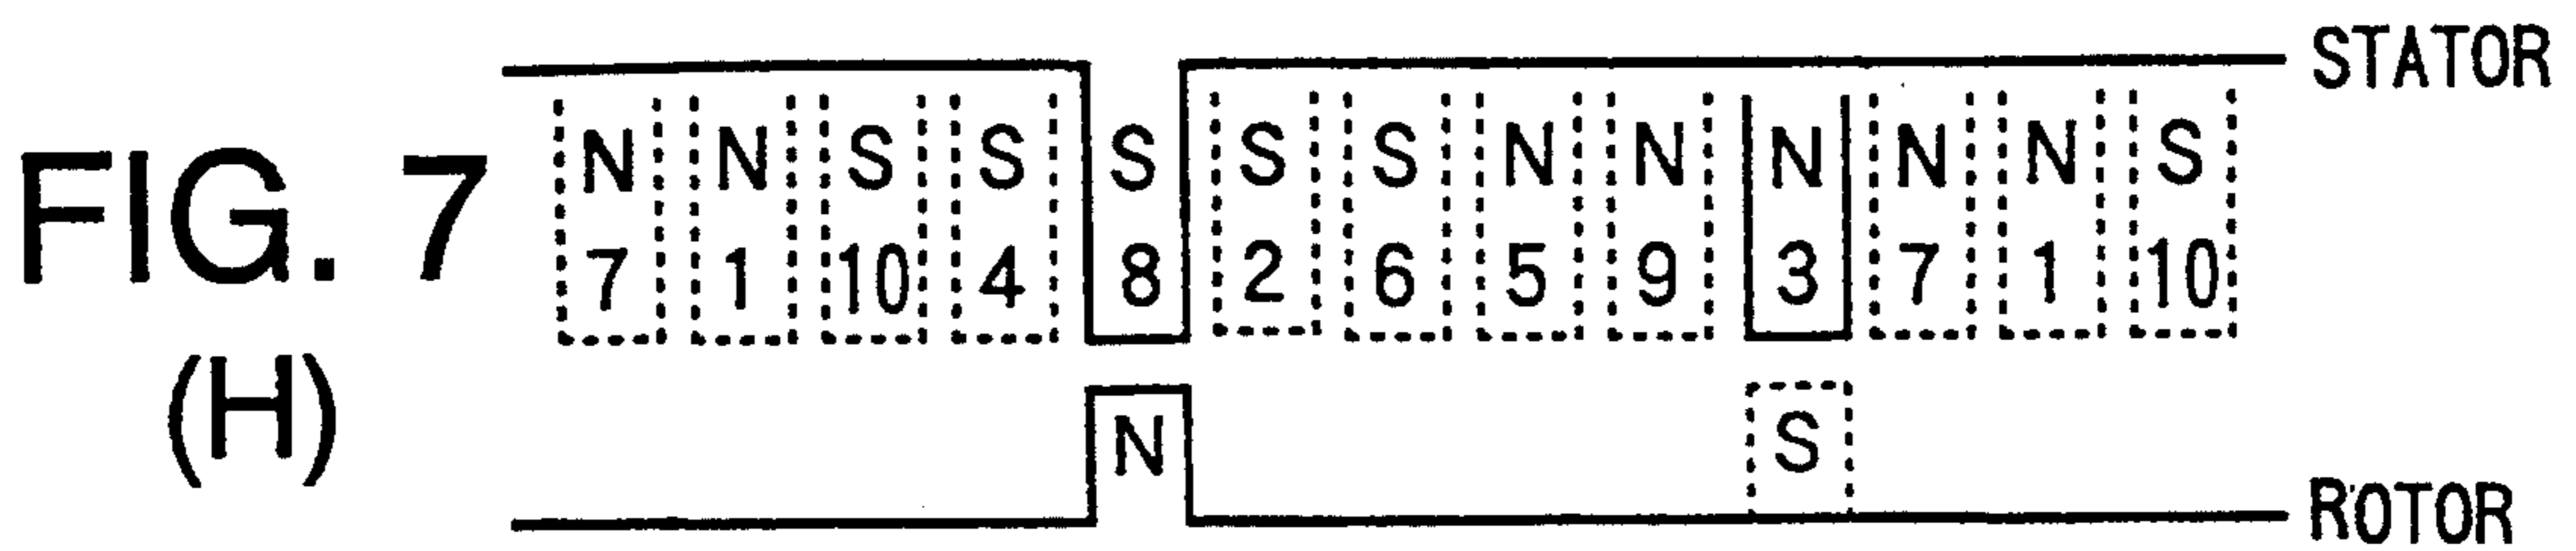 STATOR
FIG. 7
(H)
N N S S S S S N N N N N S
7 1 10 4 8 2 6 5 9 3 7 1 10
N S
ROTOR